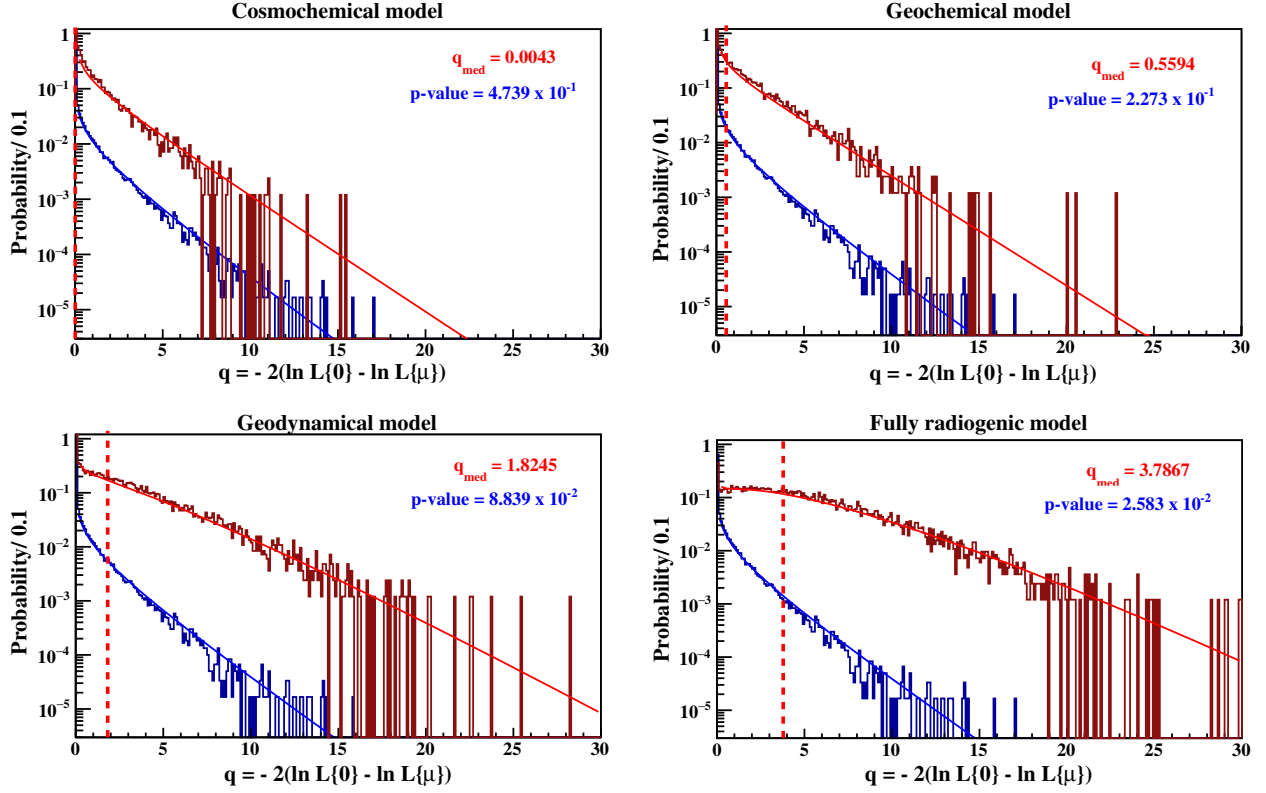 Cosmochemical model
q_med = 0.0043
p-value = 4.739 x 10^-1
Probability/ 0.1
1
10^-1
10^-2
10^-3
10^-4
10^-5
0 5 10 15 20 25 30
q = - 2(ln L{0} - ln L{μ})
Geochemical model
q_med = 0.5594
p-value = 2.273 x 10^-1
Probability/ 0.1
1
10^-1
10^-2
10^-3
10^-4
10^-5
0 5 10 15 20 25 30
q = - 2(ln L{0} - ln L{μ})
Geodynamical model
q_med = 1.8245
p-value = 8.839 x 10^-2
Probability/ 0.1
1
10^-1
10^-2
10^-3
10^-4
10^-5
0 5 10 15 20 25 30
q = - 2(ln L{0} - ln L{μ})
Fully radiogenic model
q_med = 3.7867
p-value = 2.583 x 10^-2
Probability/ 0.1
1
10^-1
10^-2
10^-3
10^-4
10^-5
0 5 10 15 20 25 30
q = - 2(ln L{0} - ln L{μ})